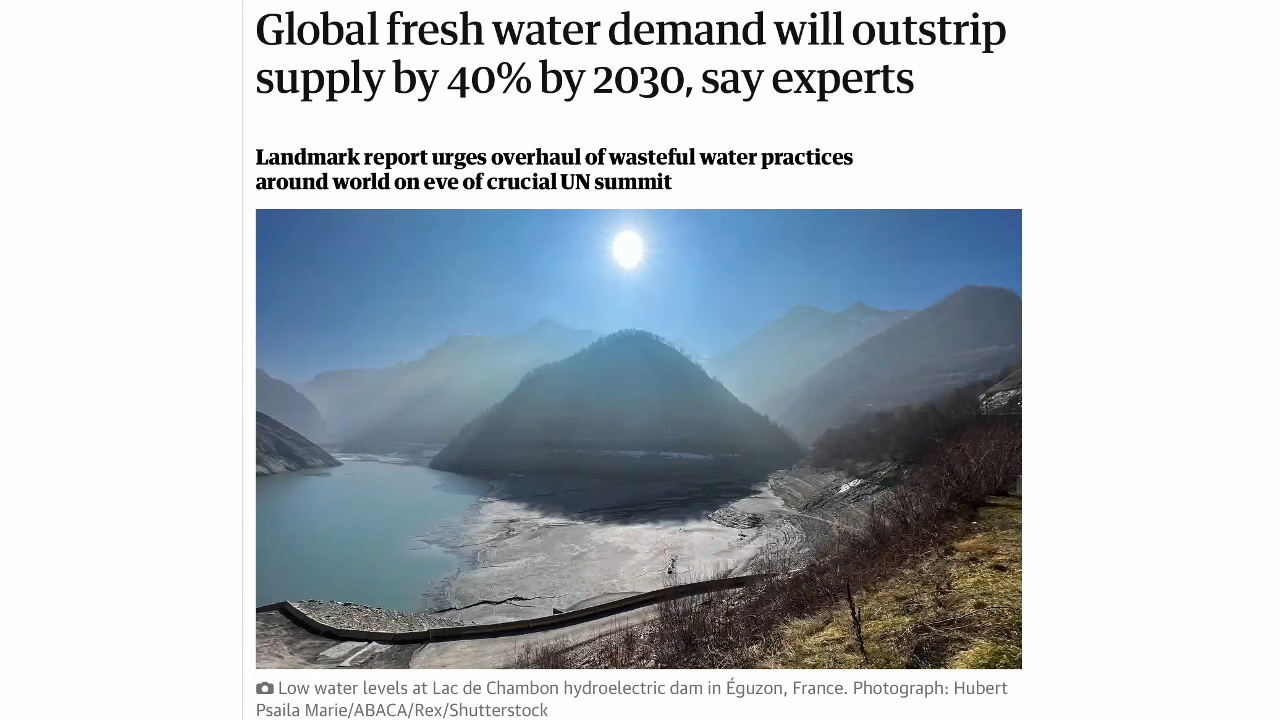 Global fresh water demand will outstrip
supply by 40% by 2030, say experts
Landmark report urges overhaul of wasteful water practices
around world on eve of crucial UN summit
Low water levels at Lac de Chambon hydroelectric dam in Éguzon, France. Photograph: Hubert
Psaila Marie/ABACA/Rex/Shutterstock